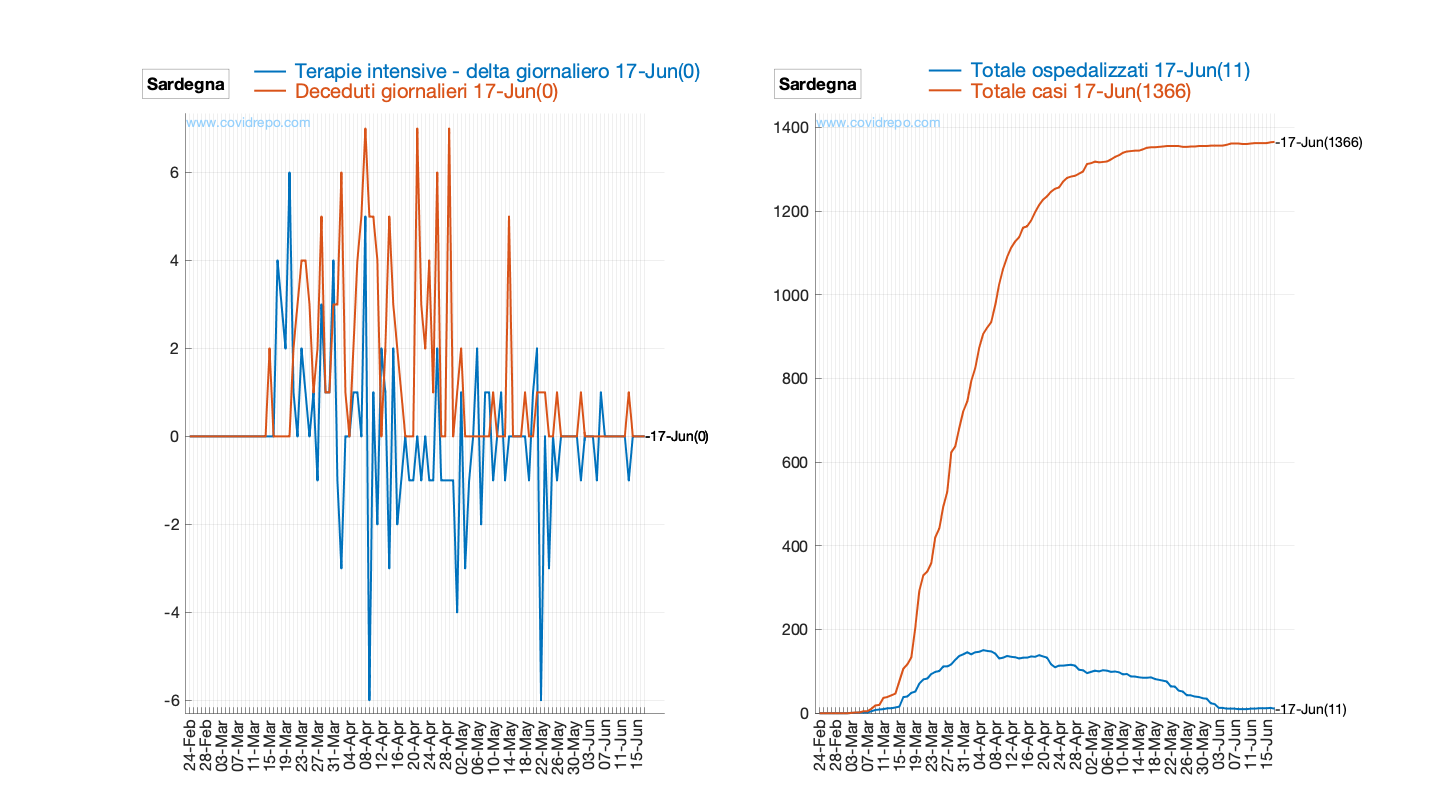 Sardegna
Terapie intensive - delta giornaliero 17-Jun(0)
Deceduti giornalieri 17-Jun(0)
www.covidrepo.com
6
4
2
0
-2
-4
-6
-17-Jun(0)
24-Feb
28-Feb
03-Mar
07-Mar
11-Mar
15-Mar
19-Mar
23-Mar
27-Mar
31-Mar
04-Apr
08-Apr
12-Apr
16-Apr
20-Apr
24-Apr
28-Apr
02-May
06-May
10-May
14-May
18-May
22-May
26-May
30-May
03-Jun
07-Jun
11-Jun
15-Jun
Sardegna
Totale ospedalizzati 17-Jun(11)
Totale casi 17-Jun(1366)
www.covidrepo.com
1400
1200
1000
800
600
400
200
0
-17-Jun(1366)
-17-Jun(11)
24-Feb
28-Feb
03-Mar
07-Mar
11-Mar
15-Mar
19-Mar
23-Mar
27-Mar
31-Mar
04-Apr
08-Apr
12-Apr
16-Apr
20-Apr
24-Apr
28-Apr
02-May
06-May
10-May
14-May
18-May
22-May
26-May
30-May
03-Jun
07-Jun
11-Jun
15-Jun